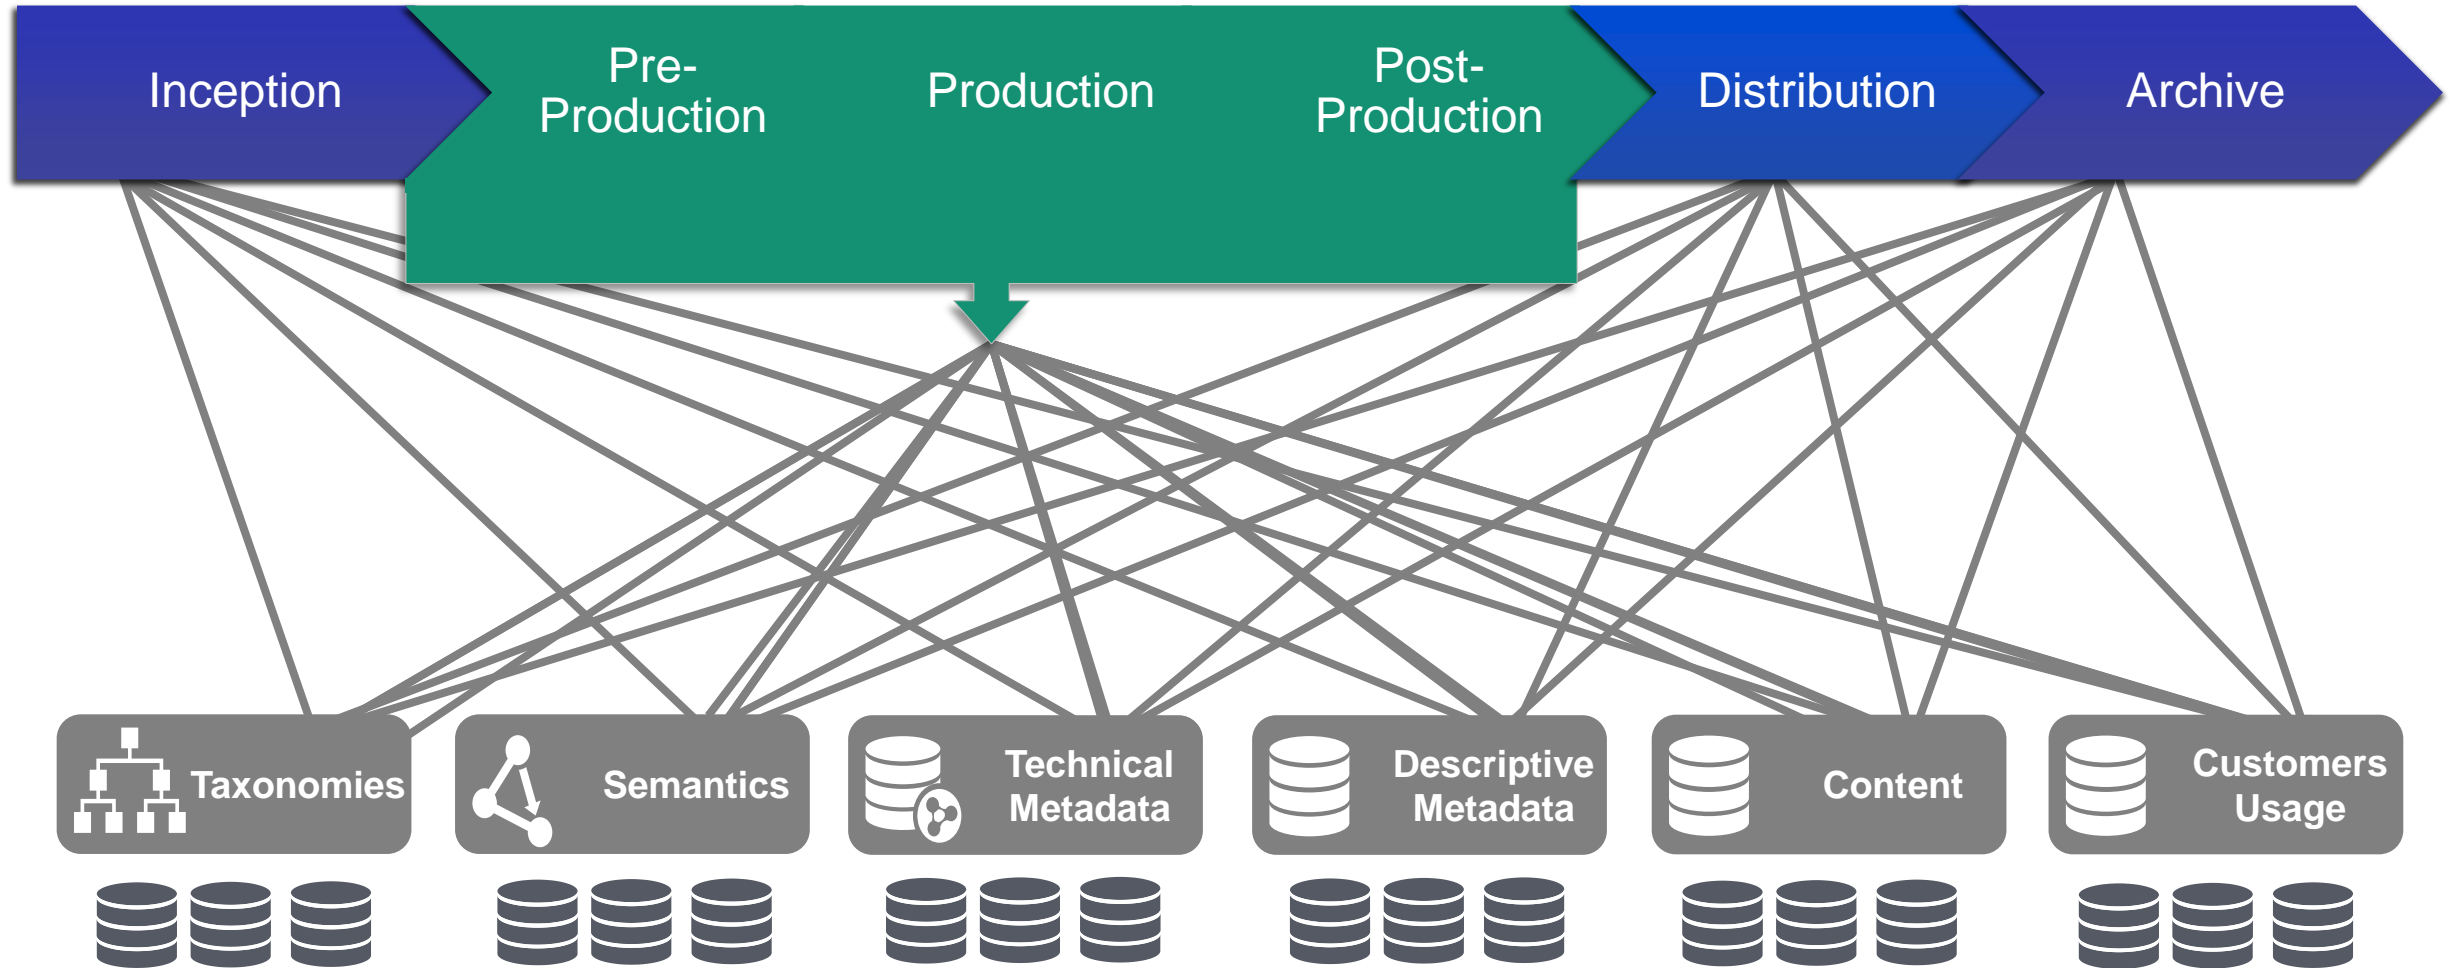 Inception
Pre-
Production
Production
Post-
Production
Distribution
Archive
Taxonomies
Semantics
Technical
Metadata
Descriptive
Metadata
Content
Customers
Usage